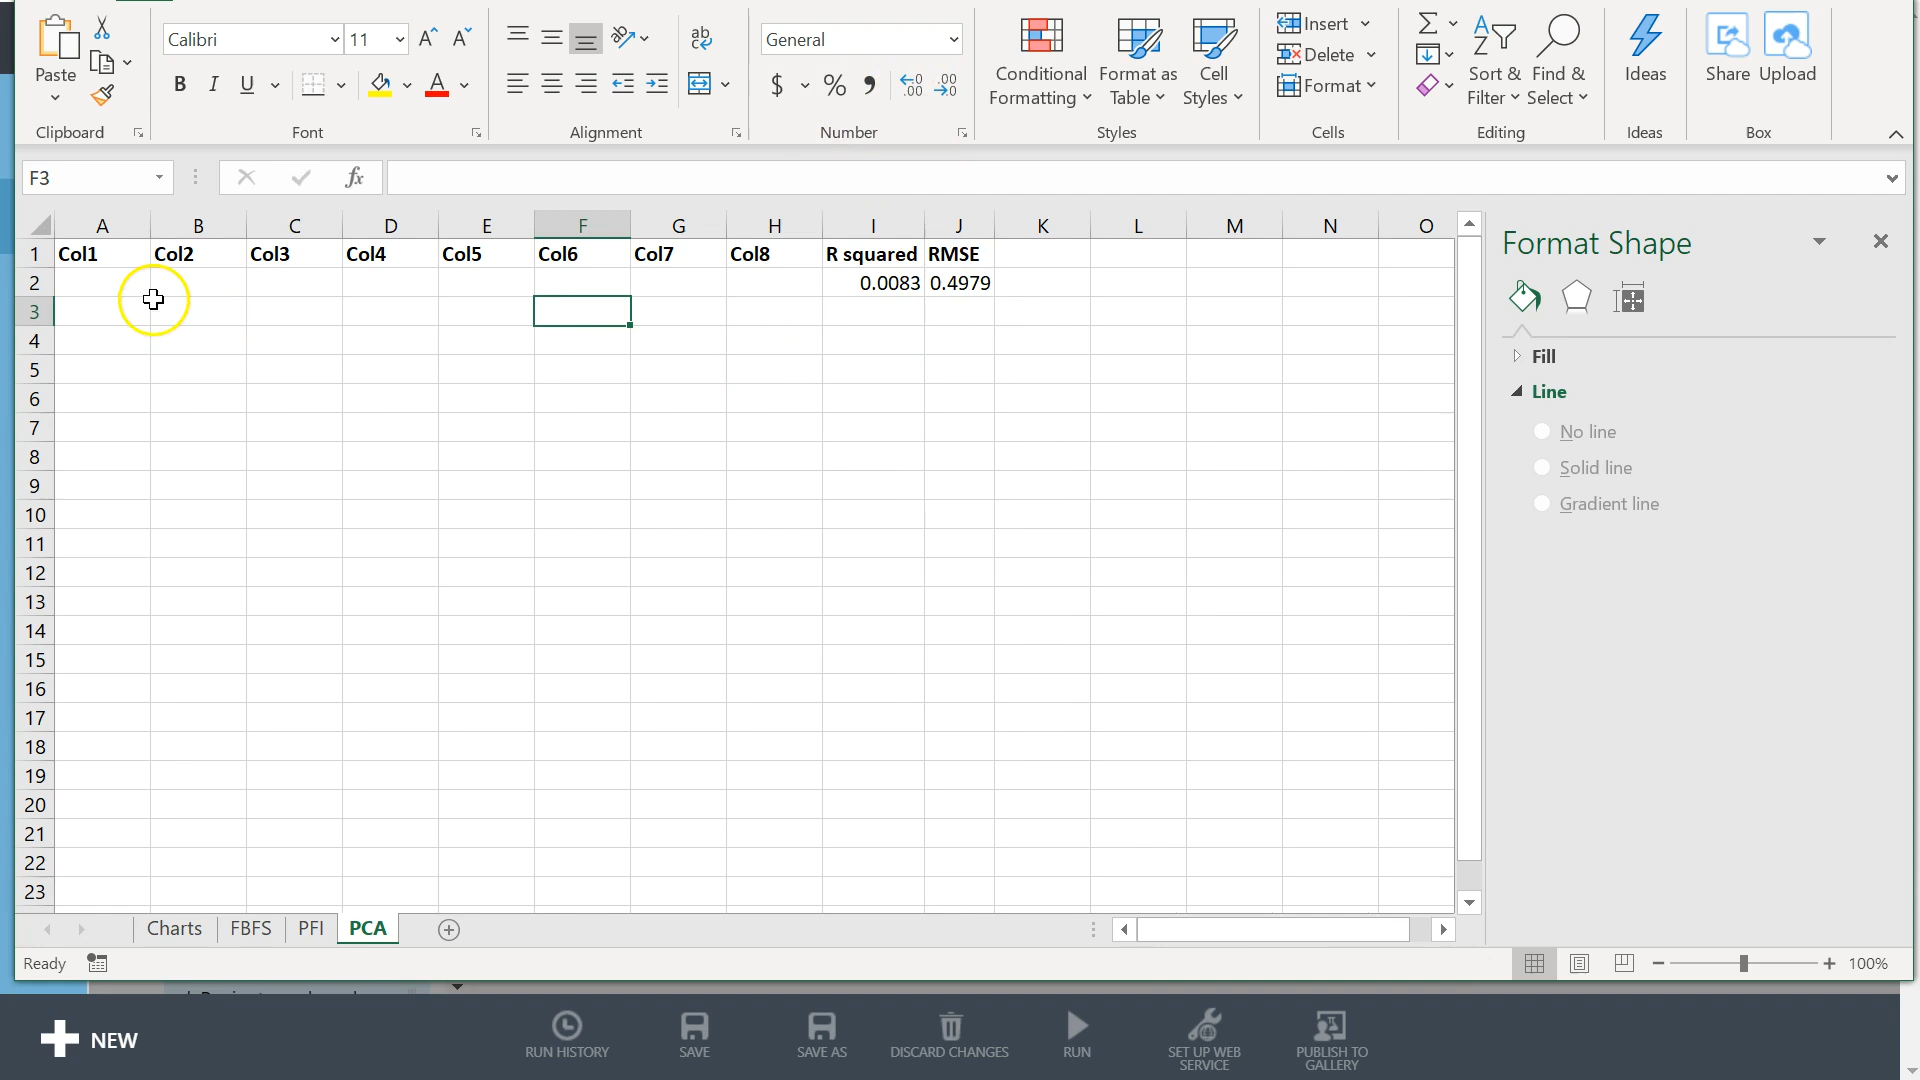 Calibri 11 General Insert
Delete
Format
Paste Conditional Formatting Format as Table Cell Styles Sort & Filter Find & Select Ideas Share Upload
Clipboard Font Alignment Number Styles Cells Editing Ideas Box
F3 fx
A B C D E F G H I J K L M N O
1 Col1 Col2 Col3 Col4 Col5 Col6 Col7 Col8 R squared RMSE
2 0.0083 0.4979
3
4
5
6
7
8
9
10
11
12
13
14
15
16
17
18
19
20
21
22
23
Format Shape
Fill
Line
No line
Solid line
Gradient line
Charts FBFS PFI PCA
Ready 100%
NEW RUN HISTORY SAVE SAVE AS DISCARD CHANGES RUN SET UP WEB SERVICE PUBLISH TO GALLERY